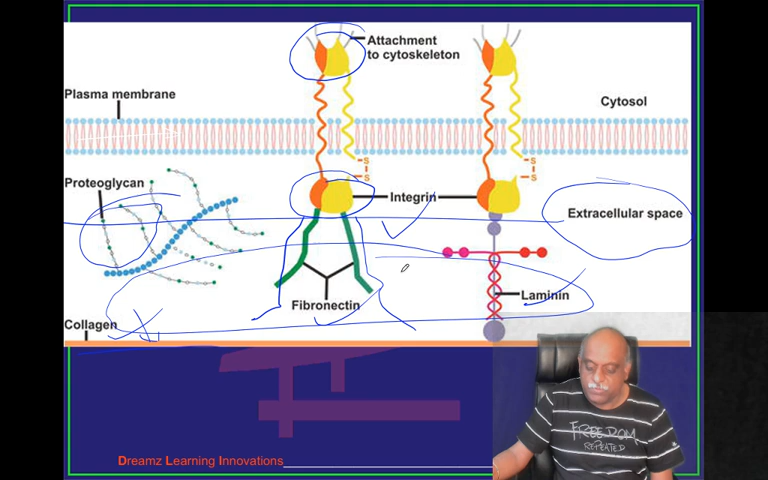 Attachment
to cytoskeleton
Plasma membrane
Cytosol
S
S
S
S
Proteoglycan
Integrin
Extracellular space
Fibronectin
Laminin
Collagen
FREEDOM
REPEATED
Dreamz Learning Innovations